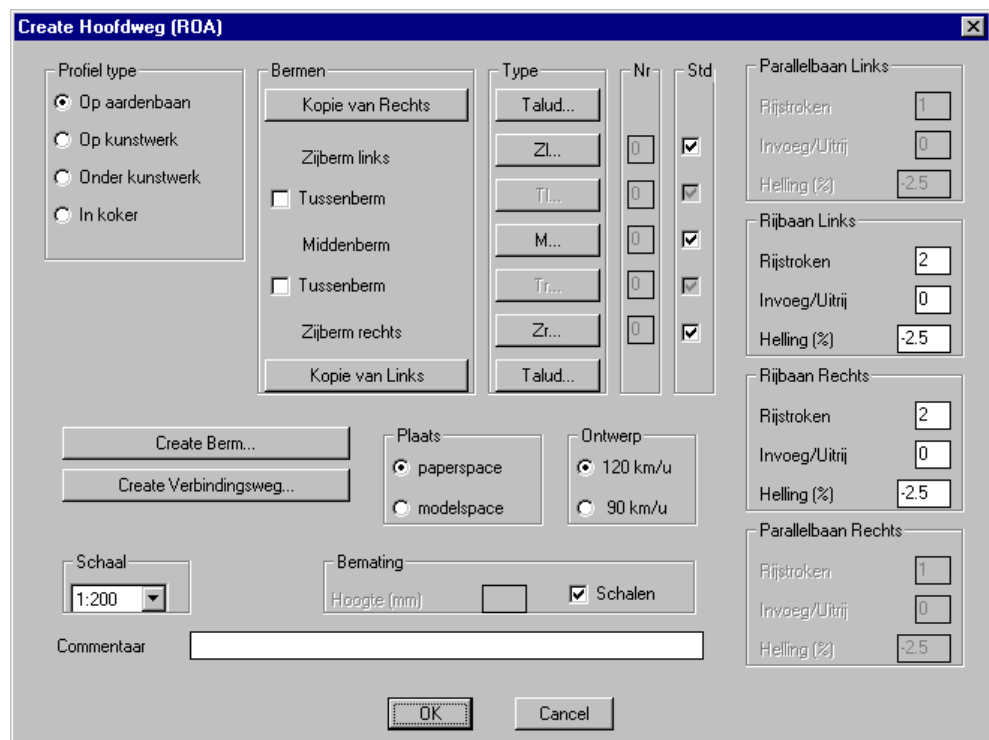 Create Hoofdweg (ROA)
Profiel type
Op aardenbaan
Op kunstwerk
Onder kunstwerk
In koker
Bermen
Kopie van Rechts
Zijberm links
Tussenberm
Middenberm
Tussenberm
Zijberm rechts
Kopie van Links
Type
Talud...
Zl...
Tl...
M...
Tr...
Zr...
Talud...
Nr
0
0
0
0
0
Std
Parallelbaan Links
Rijstroken 1
Invoeg/Uitrij 0
Helling (%) -2.5
Rijbaan Links
Rijstroken 2
Invoeg/Uitrij 0
Helling (%) -2.5
Rijbaan Rechts
Rijstroken 2
Invoeg/Uitrij 0
Helling (%) -2.5
Parallelbaan Rechts
Rijstroken 1
Invoeg/Uitrij 0
Helling (%) -2.5
Create Berm...
Create Verbindingsweg...
Plaats
paperspace
modelspace
Ontwerp
120 km/u
90 km/u
Schaal
1:200
Bemating
Hoogte (mm)
Schalen
Commentaar
OK
Cancel